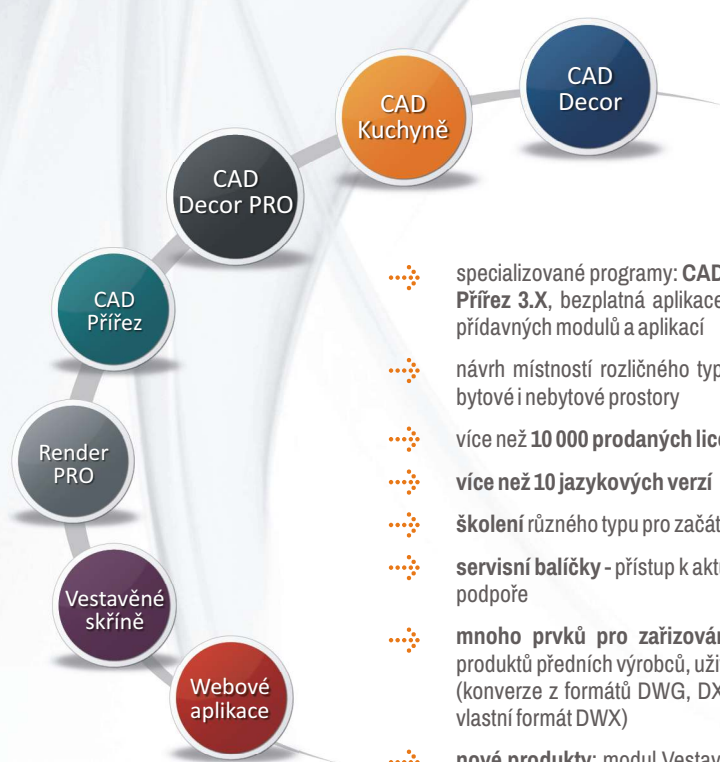 CAD
Decor
CAD
Kuchyně
CAD
Decor PRO
CAD
Přířez
Render
PRO
Vestavěné
skříně
Webové
aplikace
specializované programy: CAD
Přířez 3.X, bezplatná aplikace
přídavných modulů a aplikací
návrh místností rozličného typ
bytové i nebytové prostory
více než 10 000 prodaných lice
více než 10 jazykových verzí
školení různého typu pro začát
servisní balíčky - přístup k aktu
podpoře
mnoho prvků pro zařizován
produktů předních výrobců, uži
(konverze z formátů DWG, DX
vlastní formát DWX)
nové produkty: modul Vestav